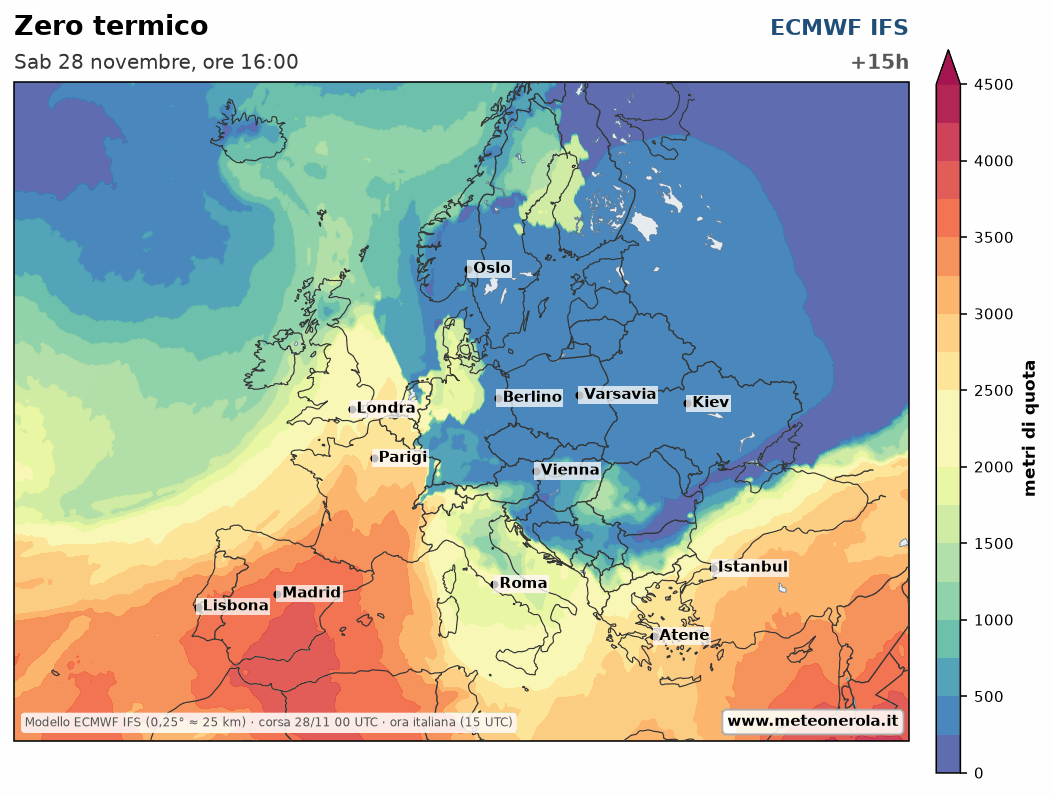 Zero termico
ECMWF IFS
Sab 28 novembre, ore 16:00
+15h
4500
4000
3500
3000
2500
2000
1500
1000
500
0
metri di quota
Oslo
Londra
Berlino
Varsavia
Kiev
Parigi
Vienna
Istanbul
Roma
Madrid
Lisbona
Atene
Modello ECMWF IFS (0,25° ≈ 25 km) · corsa 28/11 00 UTC · ora italiana (15 UTC)
www.meteonerola.it